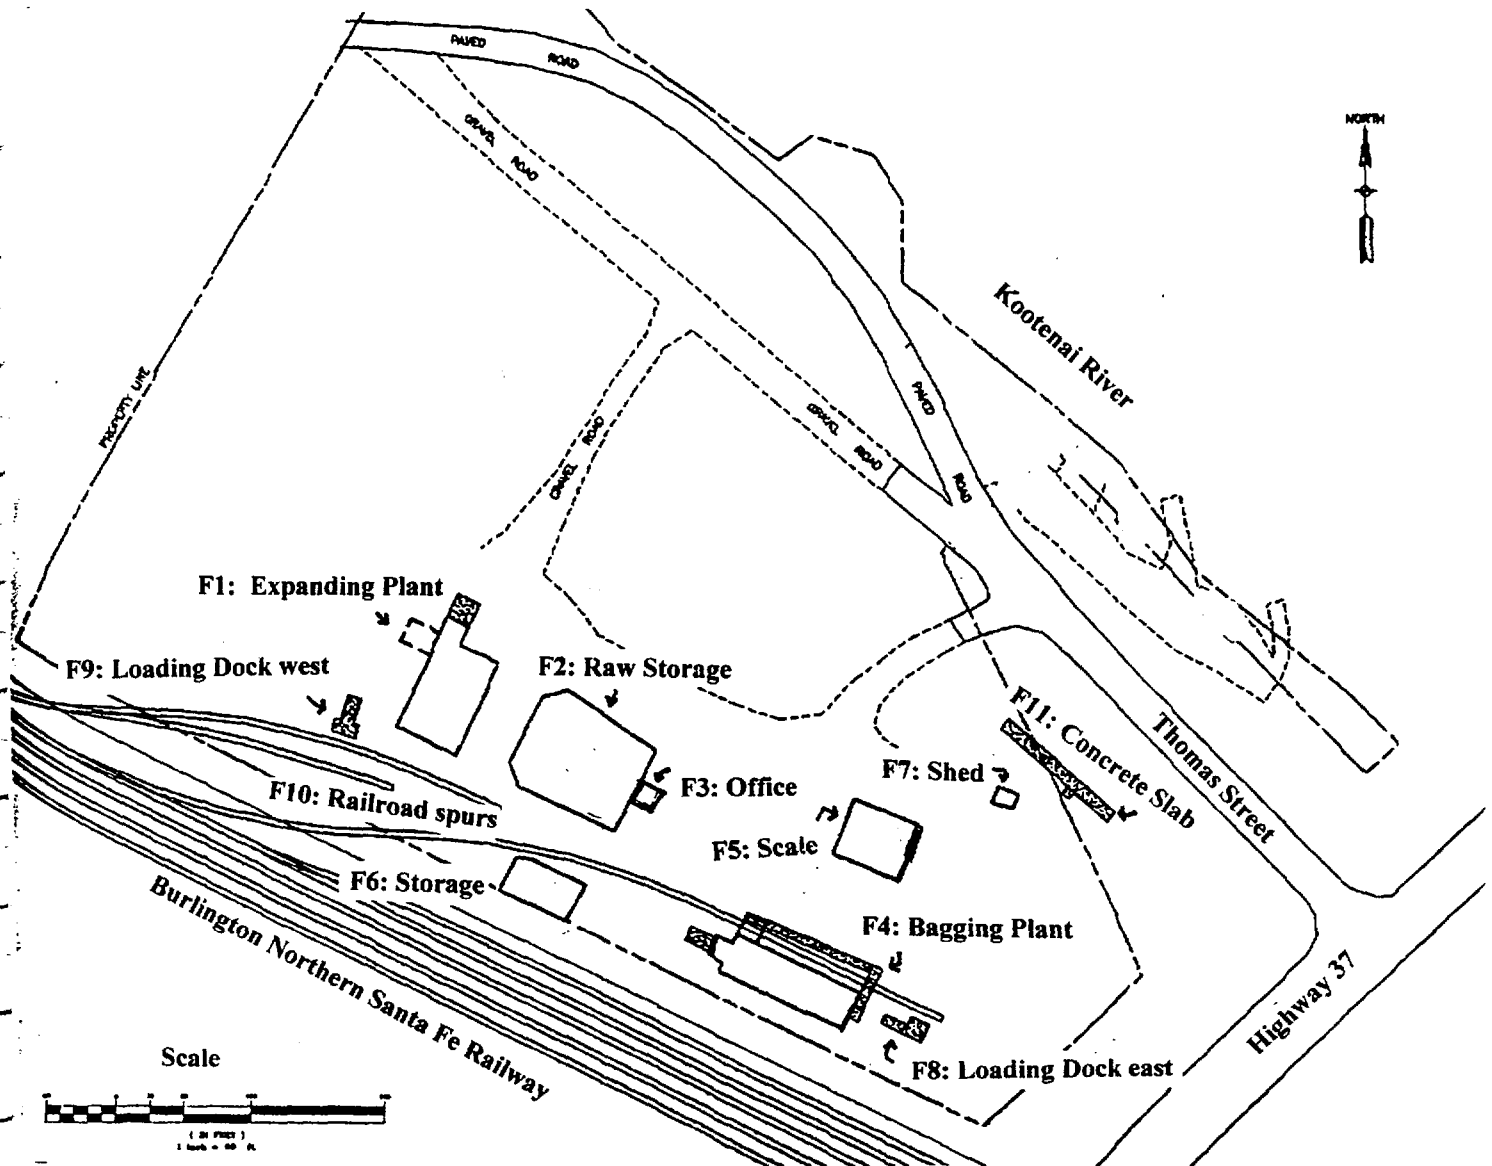 PAVED ROAD
NORTH
GRAVEL ROAD
Kootenai River
PROPERTY LINE
PAVED ROAD
GRAVEL ROAD
GRAVEL ROAD
F1: Expanding Plant
F9: Loading Dock west
F2: Raw Storage
F11: Concrete Slab
Thomas Street
F7: Shed
F3: Office
F10: Railroad spurs
F5: Scale
F6: Storage
F4: Bagging Plant
Burlington Northern Santa Fe Railway
Highway 37
Scale
F8: Loading Dock east
( IN FEET )